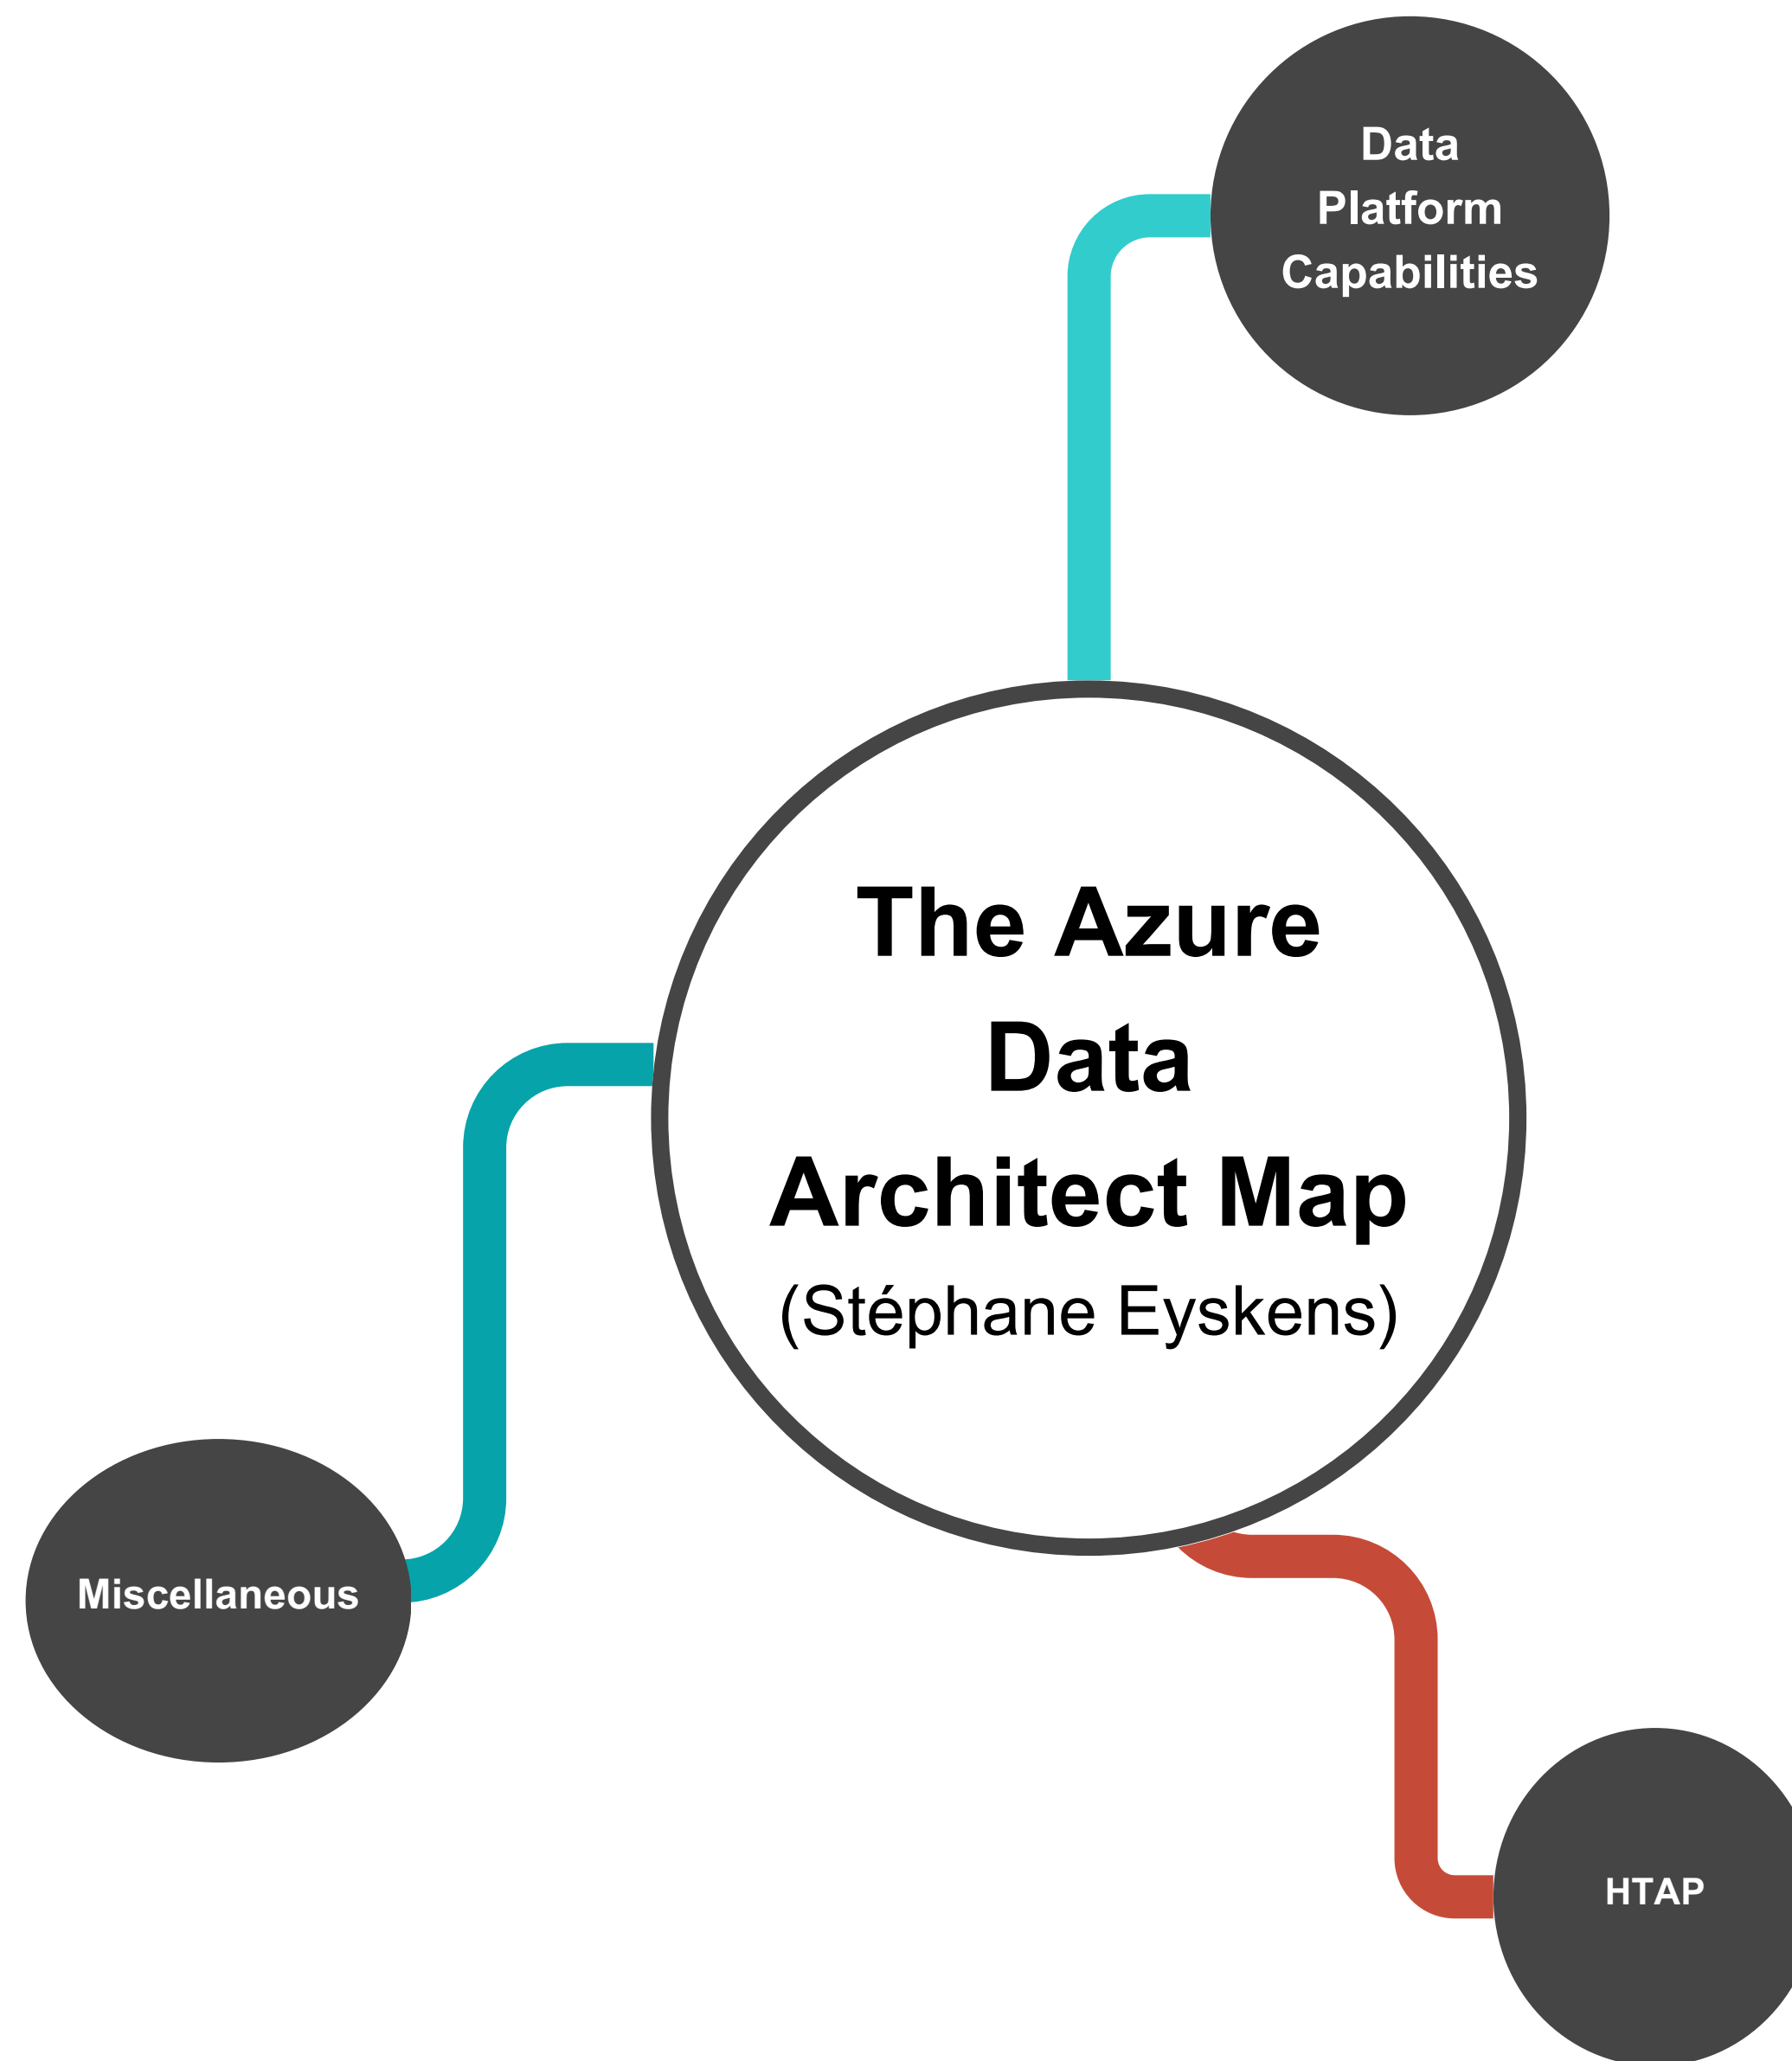 Data
Platform
Capabilities
The Azure
Data
Architect Map
(Stéphane Eyskens)
Miscellaneous
HTAP